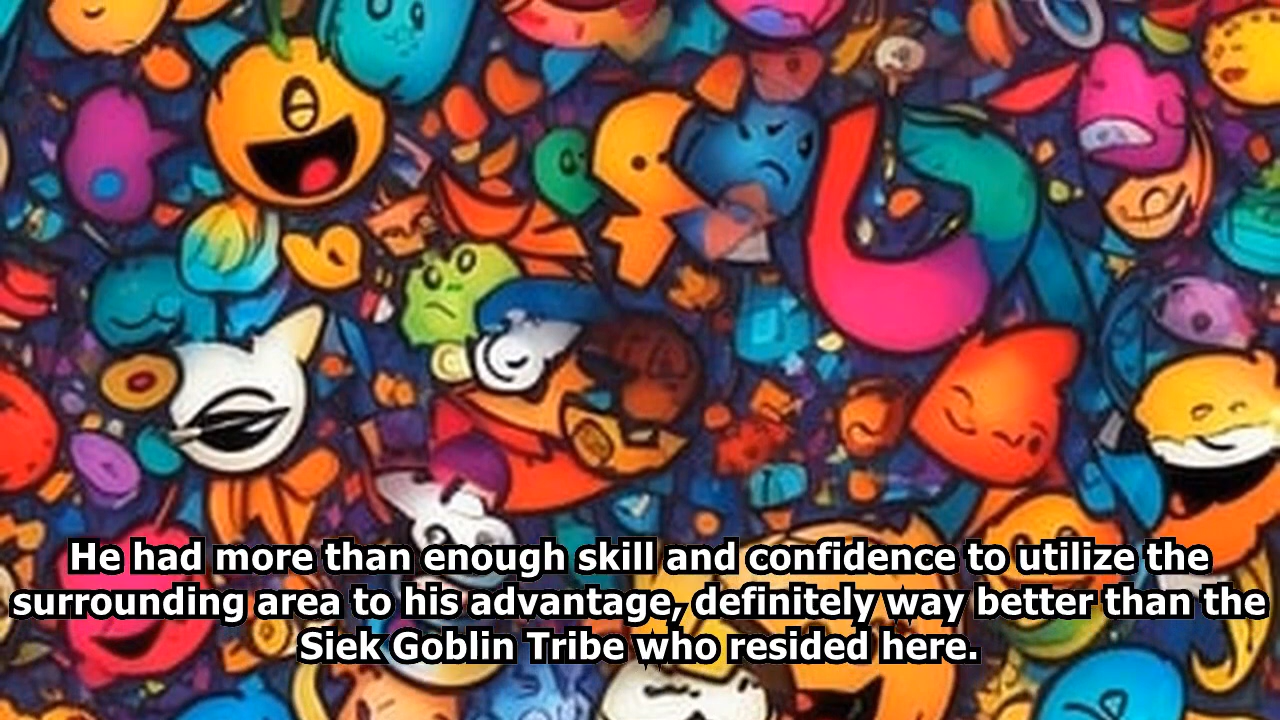 He had more than enough skill and confidence to utilize the
surrounding area to his advantage, definitely way better than the
Siek Goblin Tribe who resided here.